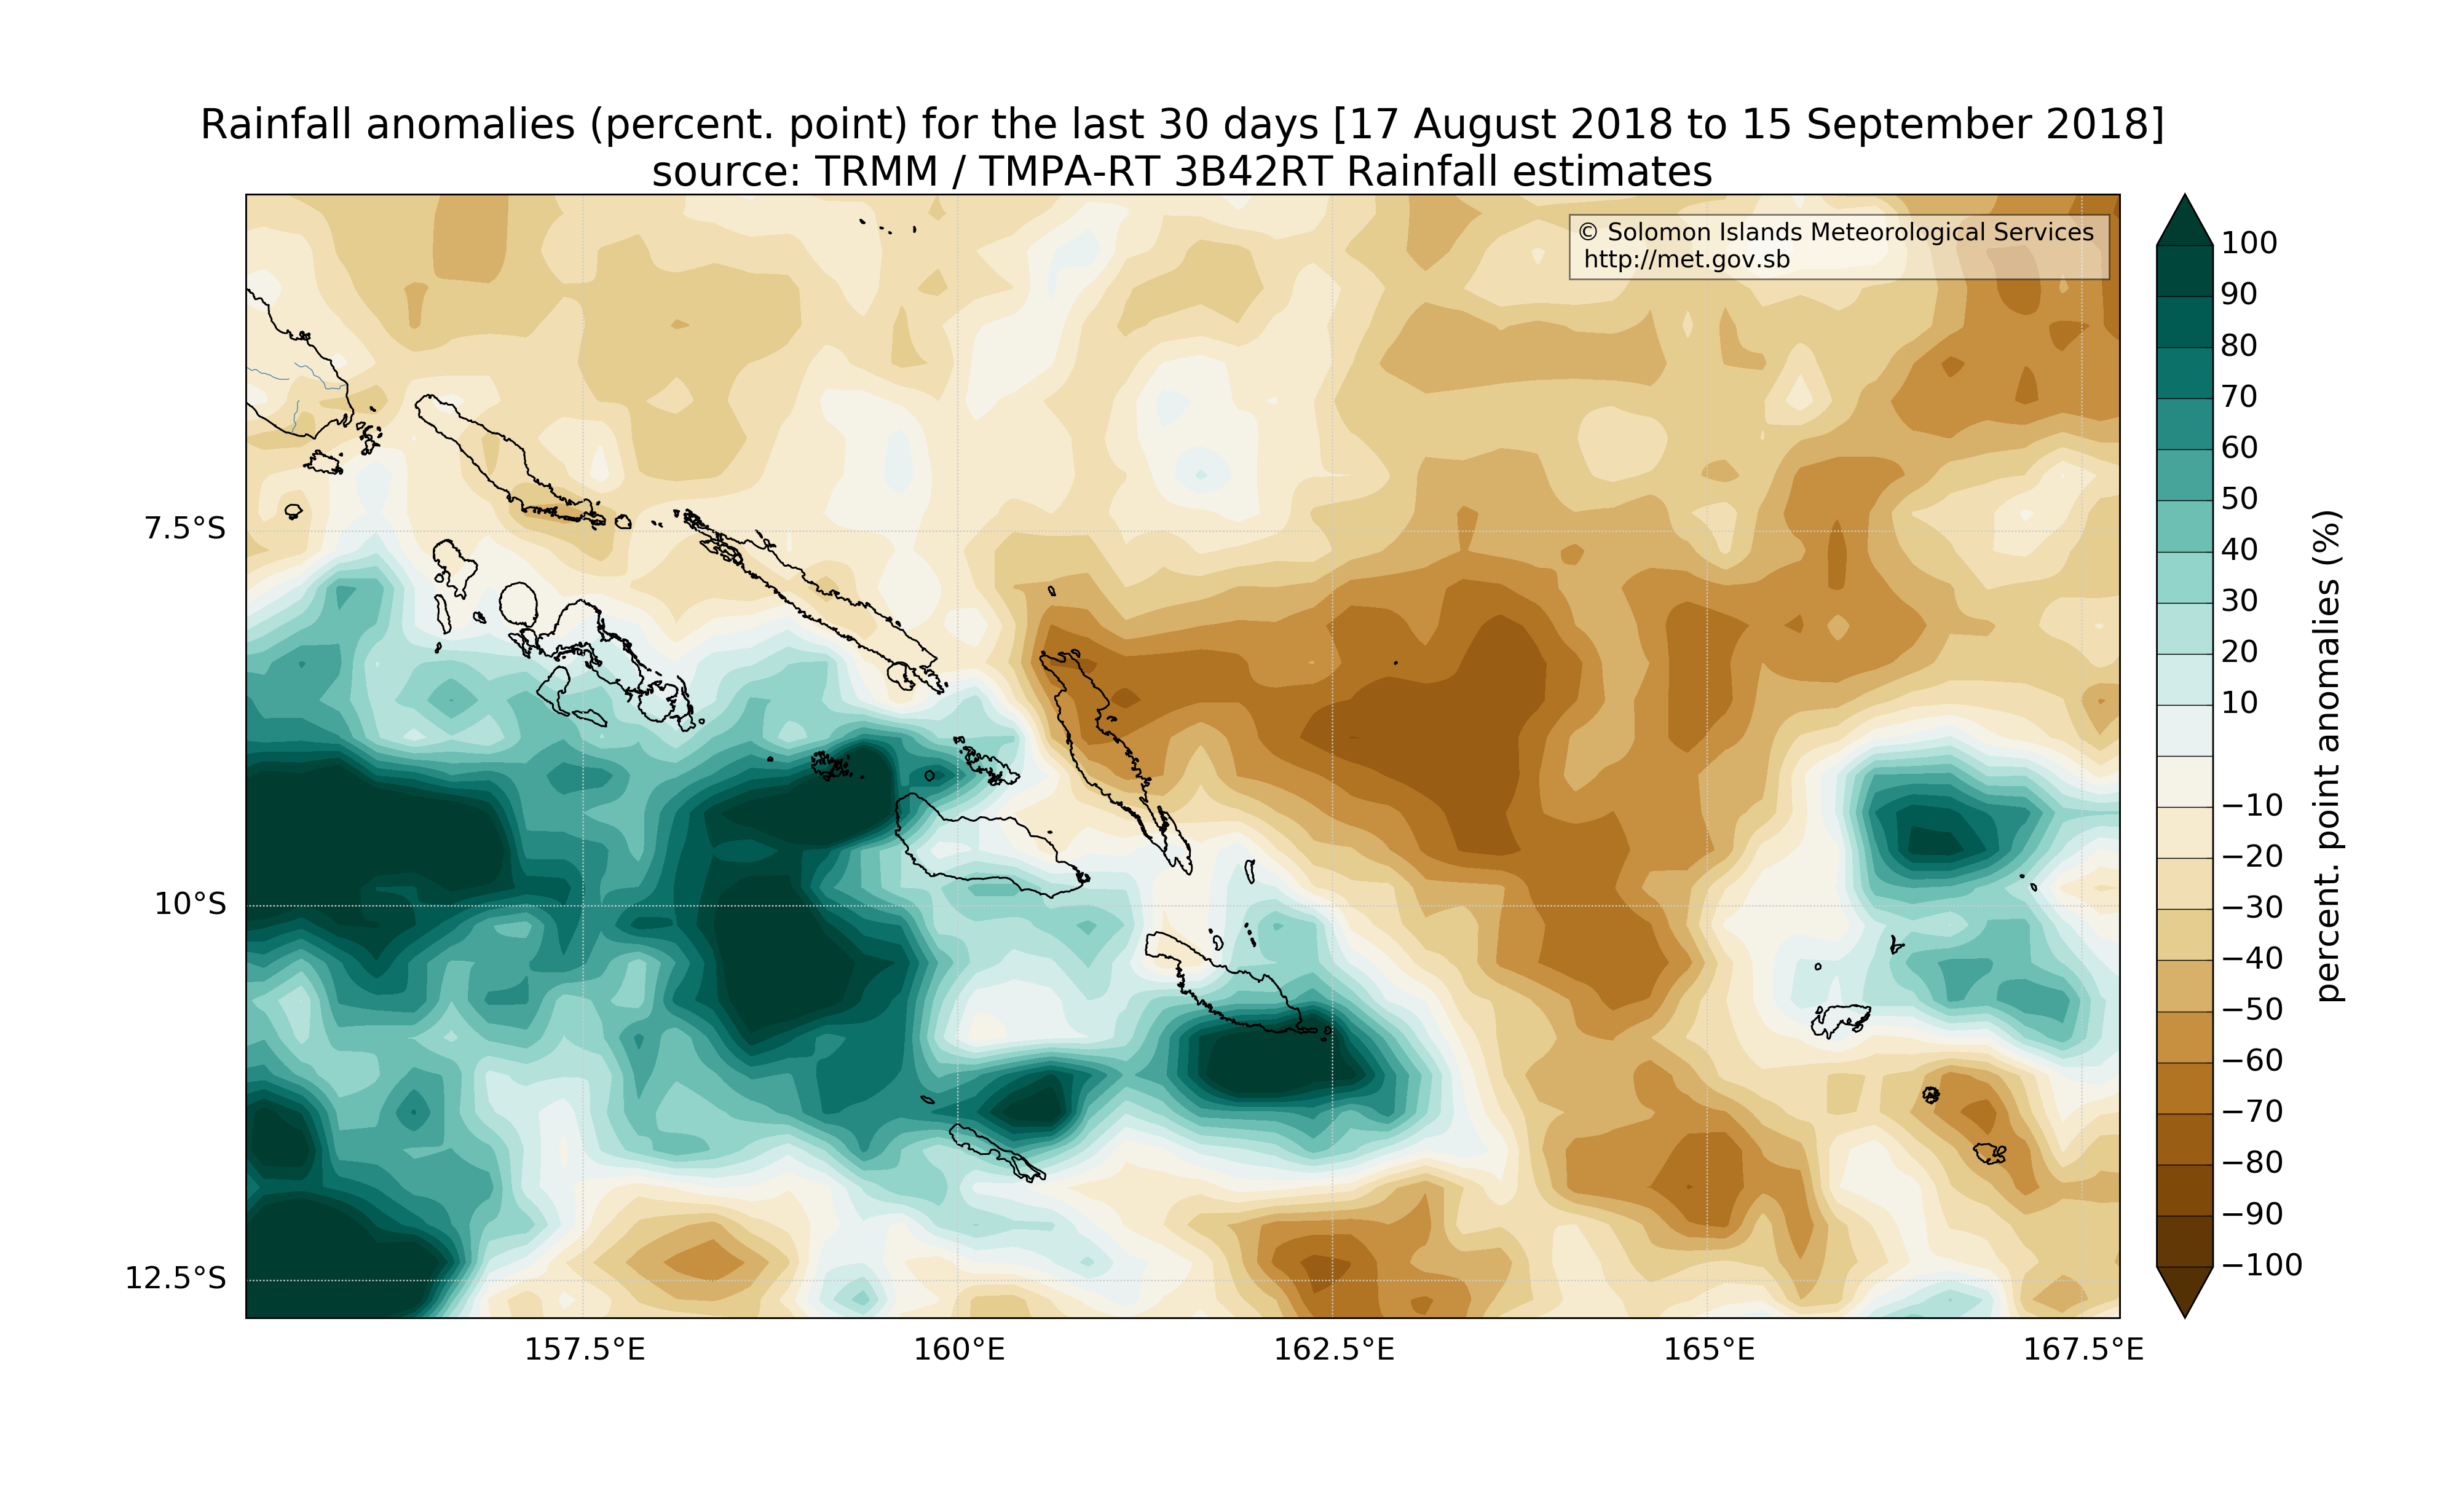 Rainfall anomalies (percent. point) for the last 30 days [17 August 2018 to 15 September 2018]
source: TRMM / TMPA-RT 3B42RT Rainfall estimates
© Solomon Islands Meteorological Services
http://met.gov.sb
7.5°S
10°S
12.5°S
157.5°E
160°E
162.5°E
165°E
167.5°E
100
90
80
70
60
50
40
30
20
10
−10
−20
−30
−40
−50
−60
−70
−80
−90
−100
percent. point anomalies (%)